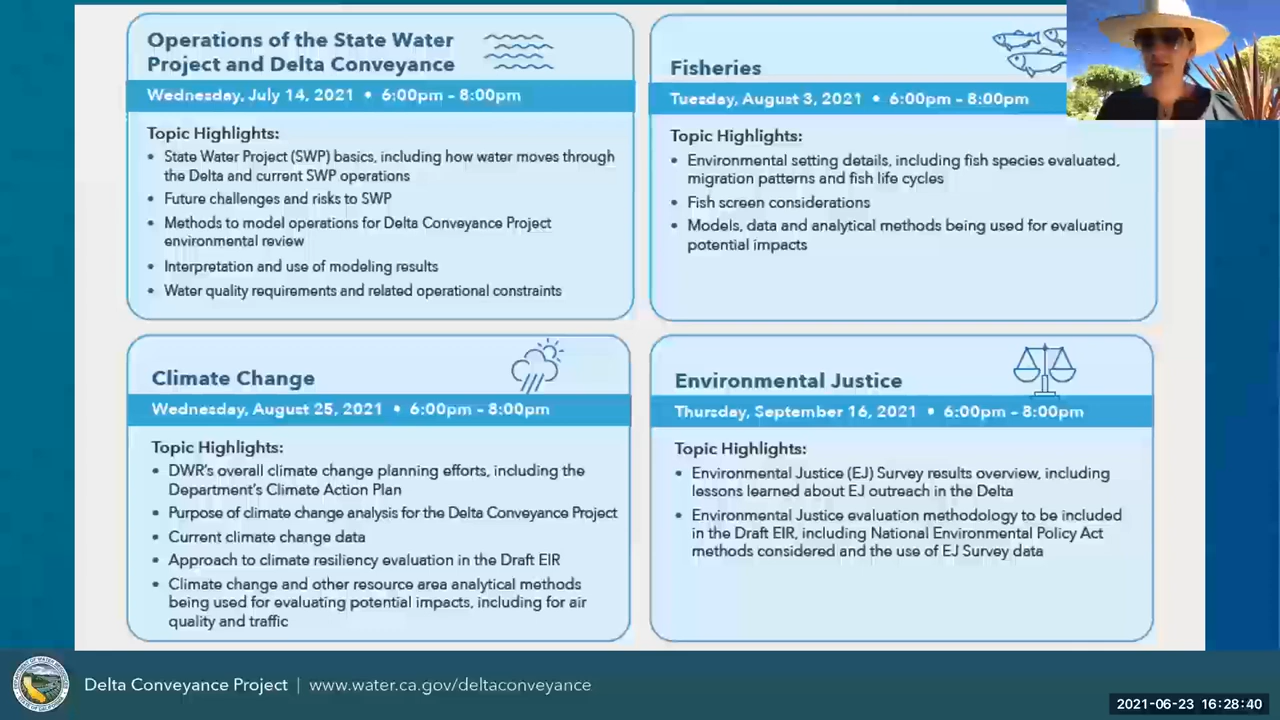 Operations of the State Water
Project and Delta Conveyance
Wednesday, July 14, 2021 • 6:00pm – 8:00pm
Topic Highlights:
• State Water Project (SWP) basics, including how water moves through
the Delta and current SWP operations
• Future challenges and risks to SWP
• Methods to model operations for Delta Conveyance Project
environmental review
• Interpretation and use of modeling results
• Water quality requirements and related operational constraints
Fisheries
Tuesday, August 3, 2021 • 6:00pm – 8:00pm
Topic Highlights:
• Environmental setting details, including fish species evaluated,
migration patterns and fish life cycles
• Fish screen considerations
• Models, data and analytical methods being used for evaluating
potential impacts
Climate Change
Wednesday, August 25, 2021 • 6:00pm – 8:00pm
Topic Highlights:
• DWR's overall climate change planning efforts, including the
Department's Climate Action Plan
• Purpose of climate change analysis for the Delta Conveyance Project
• Current climate change data
• Approach to climate resiliency evaluation in the Draft EIR
• Climate change and other resource area analytical methods
being used for evaluating potential impacts, including for air
quality and traffic
Environmental Justice
Thursday, September 16, 2021 • 6:00pm – 8:00pm
Topic Highlights:
• Environmental Justice (EJ) Survey results overview, including
lessons learned about EJ outreach in the Delta
• Environmental Justice evaluation methodology to be included
in the Draft EIR, including National Environmental Policy Act
methods considered and the use of EJ Survey data
Delta Conveyance Project | www.water.ca.gov/deltaconveyance
2021-06-23 16:28:40